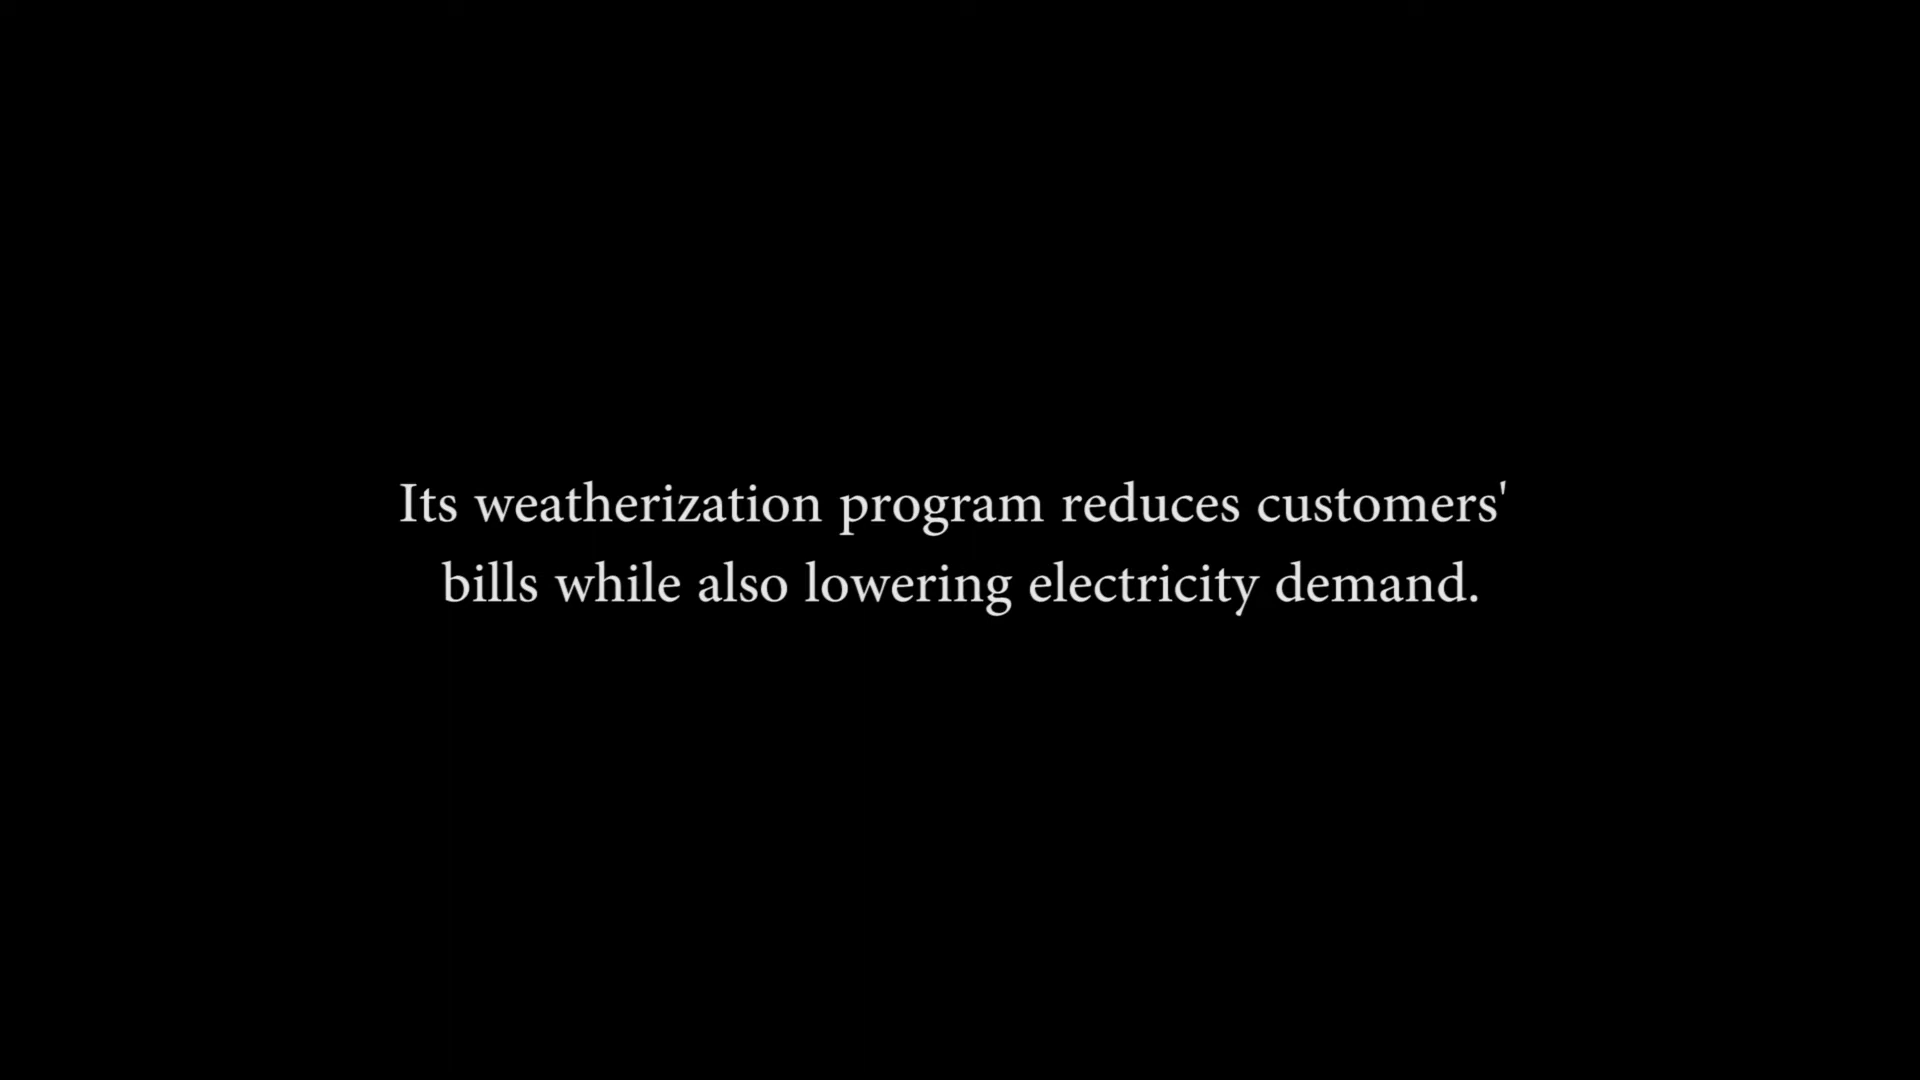 Its weatherization program reduces customers'
bills while also lowering electricity demand.